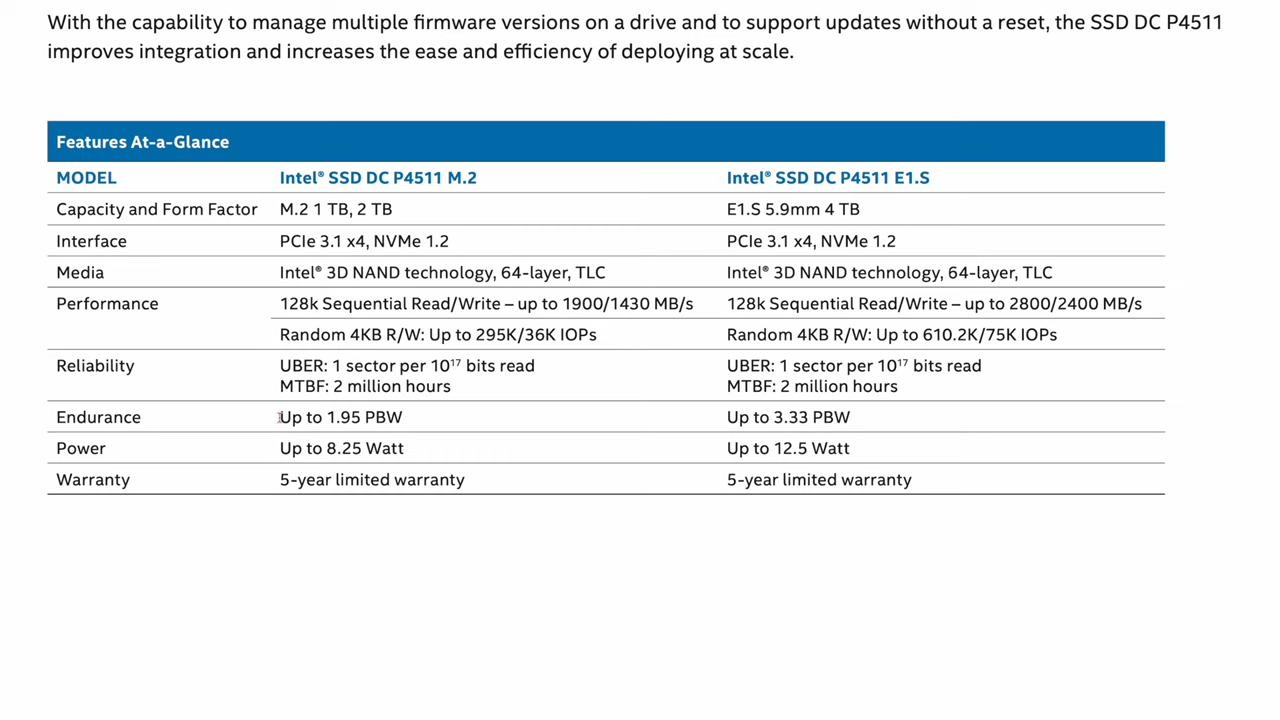 With the capability to manage multiple firmware versions on a drive and to support updates without a reset, the SSD DC P4511
improves integration and increases the ease and efficiency of deploying at scale.
Features At-a-Glance
MODEL Intel® SSD DC P4511 M.2 Intel® SSD DC P4511 E1.S
Capacity and Form Factor M.2 1 TB, 2 TB E1.S 5.9mm 4 TB
Interface PCIe 3.1 x4, NVMe 1.2 PCIe 3.1 x4, NVMe 1.2
Media Intel® 3D NAND technology, 64-layer, TLC Intel® 3D NAND technology, 64-layer, TLC
Performance 128k Sequential Read/Write – up to 1900/1430 MB/s 128k Sequential Read/Write – up to 2800/2400 MB/s
Random 4KB R/W: Up to 295K/36K IOPs Random 4KB R/W: Up to 610.2K/75K IOPs
Reliability UBER: 1 sector per 10¹⁷ bits read UBER: 1 sector per 10¹⁷ bits read
MTBF: 2 million hours MTBF: 2 million hours
Endurance Up to 1.95 PBW Up to 3.33 PBW
Power Up to 8.25 Watt Up to 12.5 Watt
Warranty 5-year limited warranty 5-year limited warranty